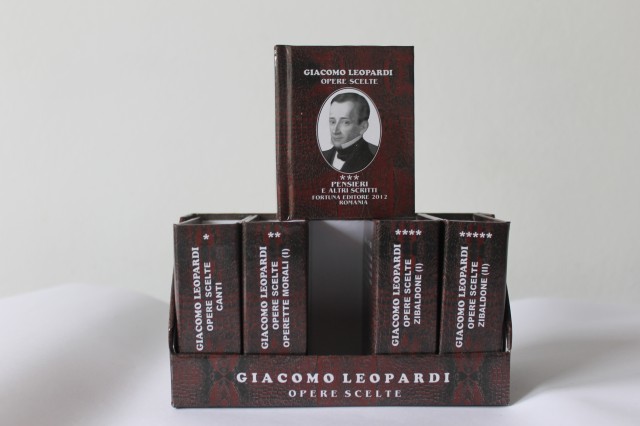 GIACOMO LEOPARDI
OPERE SCELTE
***
PENSIERI
E ALTRI SCRITTI
FORTUNA EDITORE 2012
ROMANIA
*
GIACOMO LEOPARDI
OPERE SCELTE
CANTI
**
GIACOMO LEOPARDI
OPERE SCELTE
OPERETTE MORALI (I)
****
GIACOMO LEOPARDI
OPERE SCELTE
ZIBALDONE (I)
*****
GIACOMO LEOPARDI
OPERE SCELTE
ZIBALDONE (II)
GIACOMO LEOPARDI
OPERE SCELTE